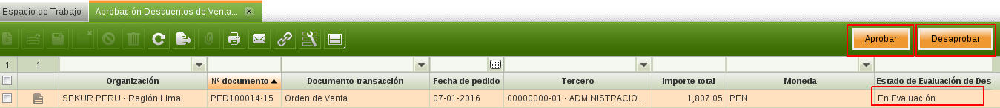 Espacio de Trabajo Aprobación Descuentos de Venta... x
Aprobar Desaprobar
1 1
Organización Nº documento Documento transacción Fecha de pedido Tercero Importe total Moneda Estado de Evaluación de Des
SEKUR PERU - Región Lima PED100014-15 Orden de Venta 07-01-2016 00000000-01 - ADMINISTRACIO... 1,807.05 PEN En Evaluación